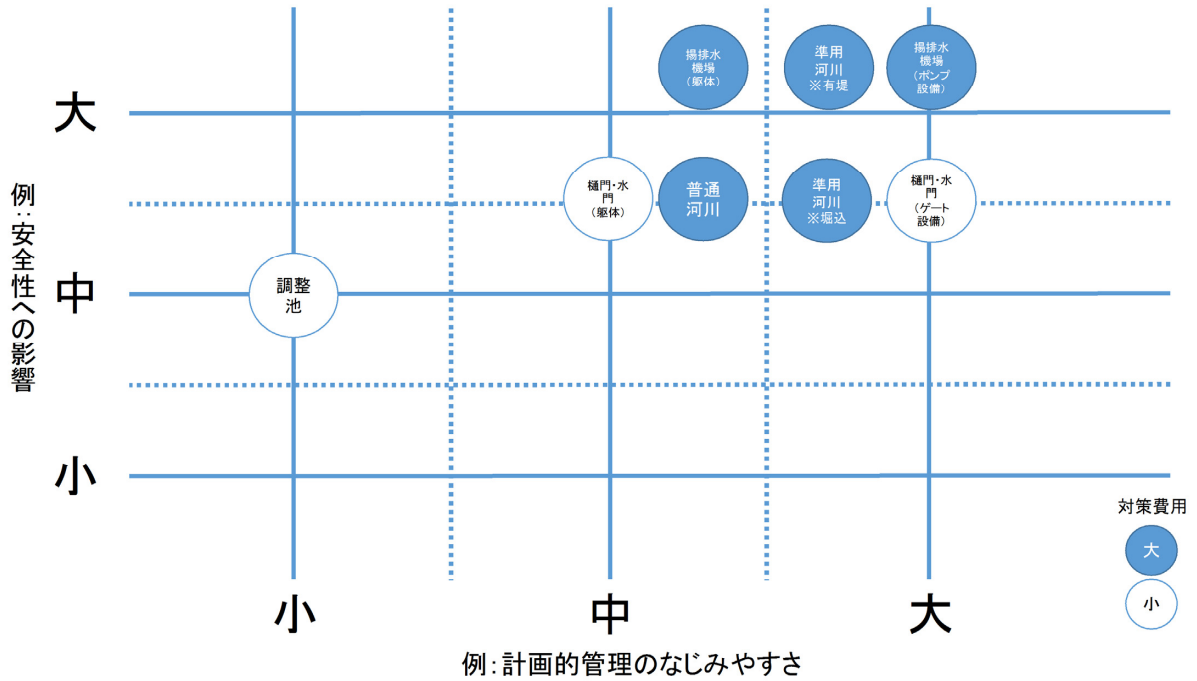 揚排水
機場
（躯体）
準用
河川
※有堤
揚排水
機場
（ポンプ
設備）
大
樋門・水
門
（躯体）
普通
河川
準用
河川
※堀込
樋門・水
門
（ゲート
設備）
例：安全性への影響
中
調整
池
小
対策費用
大
小
小
中
大
例：計画的管理のなじみやすさ